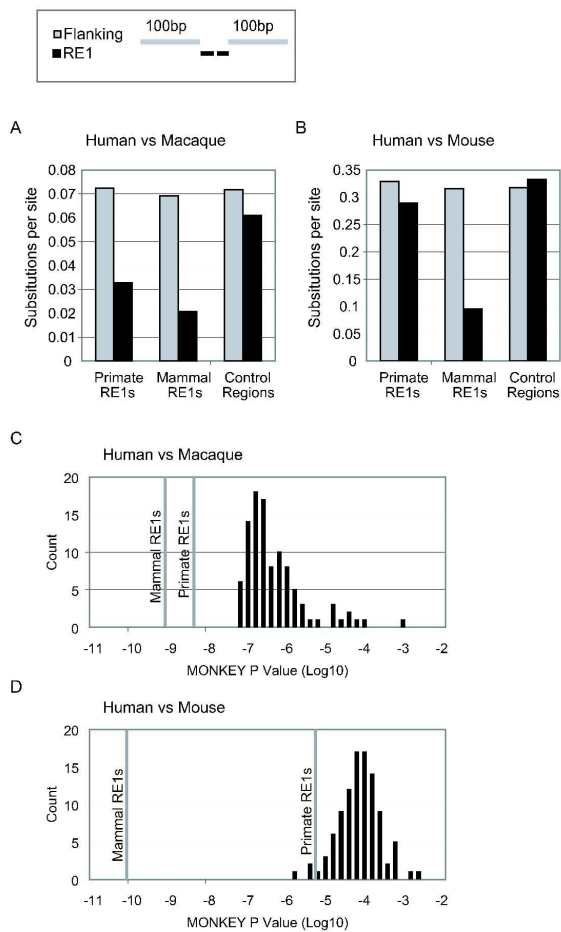 100bp 100bp
Flanking
RE1
A
Human vs Macaque
Subsitutions per site
0.08
0.07
0.06
0.05
0.04
0.03
0.02
0.01
0
Primate RE1s
Mammal RE1s
Control Regions
B
Human vs Mouse
Subsitutions per site
0.35
0.3
0.25
0.2
0.15
0.1
0.05
0
Primate RE1s
Mammal RE1s
Control Regions
C
Human vs Macaque
Count
20
15
10
5
0
Mammal RE1s
Primate RE1s
-11 -10 -9 -8 -7 -6 -5 -4 -3 -2
MONKEY P Value (Log10)
D
Human vs Mouse
Count
20
15
10
5
0
Mammal RE1s
Primate RE1s
-11 -10 -9 -8 -7 -6 -5 -4 -3 -2
MONKEY P Value (Log10)